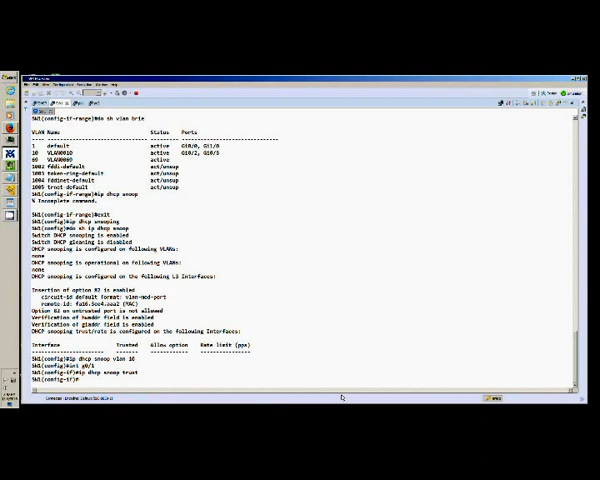 SW1(config-if-range)#do sh vlan brie
VLAN Name Status Ports
1 default active Gi0/0, Gi1/0
10 VLAN0010 active Gi0/2, Gi0/3
69 VLAN0069 active
1002 fddi-default act/unsup
1003 token-ring-default act/unsup
1004 fddinet-default act/unsup
1005 trnet-default act/unsup
SW1(config-if-range)#ip dhcp snoop
% Incomplete command.
SW1(config-if-range)#exit
SW1(config)#ip dhcp snooping
SW1(config)#do sh ip dhcp snoop
Switch DHCP snooping is enabled
Switch DHCP gleaning is disabled
DHCP snooping is configured on following VLANs:
none
DHCP snooping is operational on following VLANs:
none
DHCP snooping is configured on the following L3 Interfaces:
Insertion of option 82 is enabled
circuit-id default format: vlan-mod-port
remote-id: fa16.3ee4.aaa2 (MAC)
Option 82 on untrusted port is not allowed
Verification of hwaddr field is enabled
Verification of giaddr field is enabled
DHCP snooping trust/rate is configured on the following Interfaces:
Interface Trusted Allow option Rate limit (pps)
SW1(config)#ip dhcp snoop vlan 10
SW1(config)#int g0/1
SW1(config-if)#ip dhcp snoop trust
SW1(config-if)#